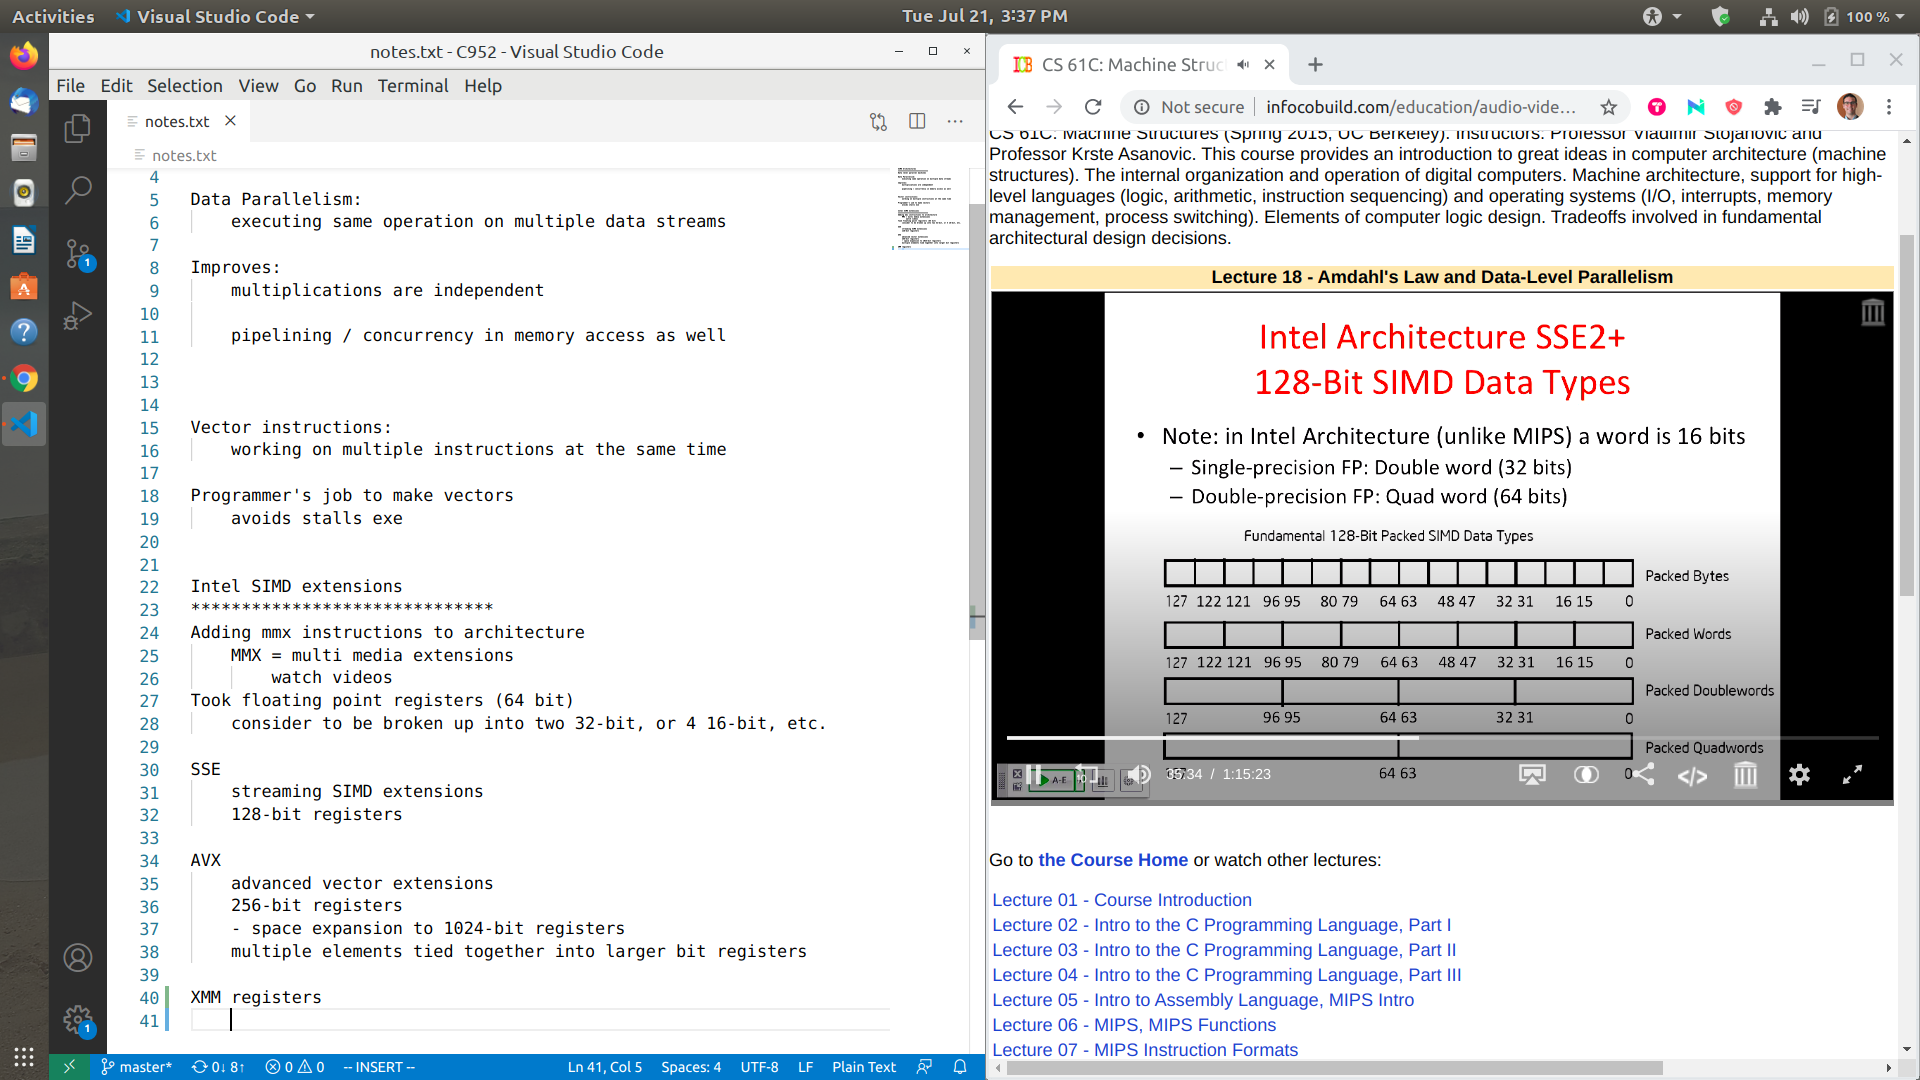 Activities
Visual Studio Code
Tue Jul 21, 3:37 PM
100 %
notes.txt - C952 - Visual Studio Code
File Edit Selection View Go Run Terminal Help
notes.txt
notes.txt
4
5 Data Parallelism:
6 executing same operation on multiple data streams
7
8 Improves:
9 multiplications are independent
10
11 pipelining / concurrency in memory access as well
12
13
14
15 Vector instructions:
16 working on multiple instructions at the same time
17
18 Programmer's job to make vectors
19 avoids stalls exe
20
21
22 Intel SIMD extensions
23 ******************************
24 Adding mmx instructions to architecture
25 MMX = multi media extensions
26 watch videos
27 Took floating point registers (64 bit)
28 consider to be broken up into two 32-bit, or 4 16-bit, etc.
29
30 SSE
31 streaming SIMD extensions
32 128-bit registers
33
34 AVX
35 advanced vector extensions
36 256-bit registers
37 - space expansion to 1024-bit registers
38 multiple elements tied together into larger bit registers
39
40 XMM registers
41
1
1
master* 0↓ 8↑ 0 0 -- INSERT -- Ln 41, Col 5 Spaces: 4 UTF-8 LF Plain Text
CS 61C: Machine Struc
Not secure infocobuild.com/education/audio-vide...
CS 61C: Machine Structures (Spring 2015, UC Berkeley). Instructors: Professor Vladimir Stojanovic and
Professor Krste Asanovic. This course provides an introduction to great ideas in computer architecture (machine
structures). The internal organization and operation of digital computers. Machine architecture, support for high-
level languages (logic, arithmetic, instruction sequencing) and operating systems (I/O, interrupts, memory
management, process switching). Elements of computer logic design. Tradeoffs involved in fundamental
architectural design decisions.
Lecture 18 - Amdahl's Law and Data-Level Parallelism
Intel Architecture SSE2+
128-Bit SIMD Data Types
• Note: in Intel Architecture (unlike MIPS) a word is 16 bits
– Single-precision FP: Double word (32 bits)
– Double-precision FP: Quad word (64 bits)
Fundamental 128-Bit Packed SIMD Data Types
Packed Bytes
127 122 121 96 95 80 79 64 63 48 47 32 31 16 15 0
Packed Words
127 122 121 96 95 80 79 64 63 48 47 32 31 16 15 0
Packed Doublewords
127 96 95 64 63 32 31 0
Packed Quadwords
64 63 0
A-E
35:34 / 1:15:23
Go to the Course Home or watch other lectures:
Lecture 01 - Course Introduction
Lecture 02 - Intro to the C Programming Language, Part I
Lecture 03 - Intro to the C Programming Language, Part II
Lecture 04 - Intro to the C Programming Language, Part III
Lecture 05 - Intro to Assembly Language, MIPS Intro
Lecture 06 - MIPS, MIPS Functions
Lecture 07 - MIPS Instruction Formats